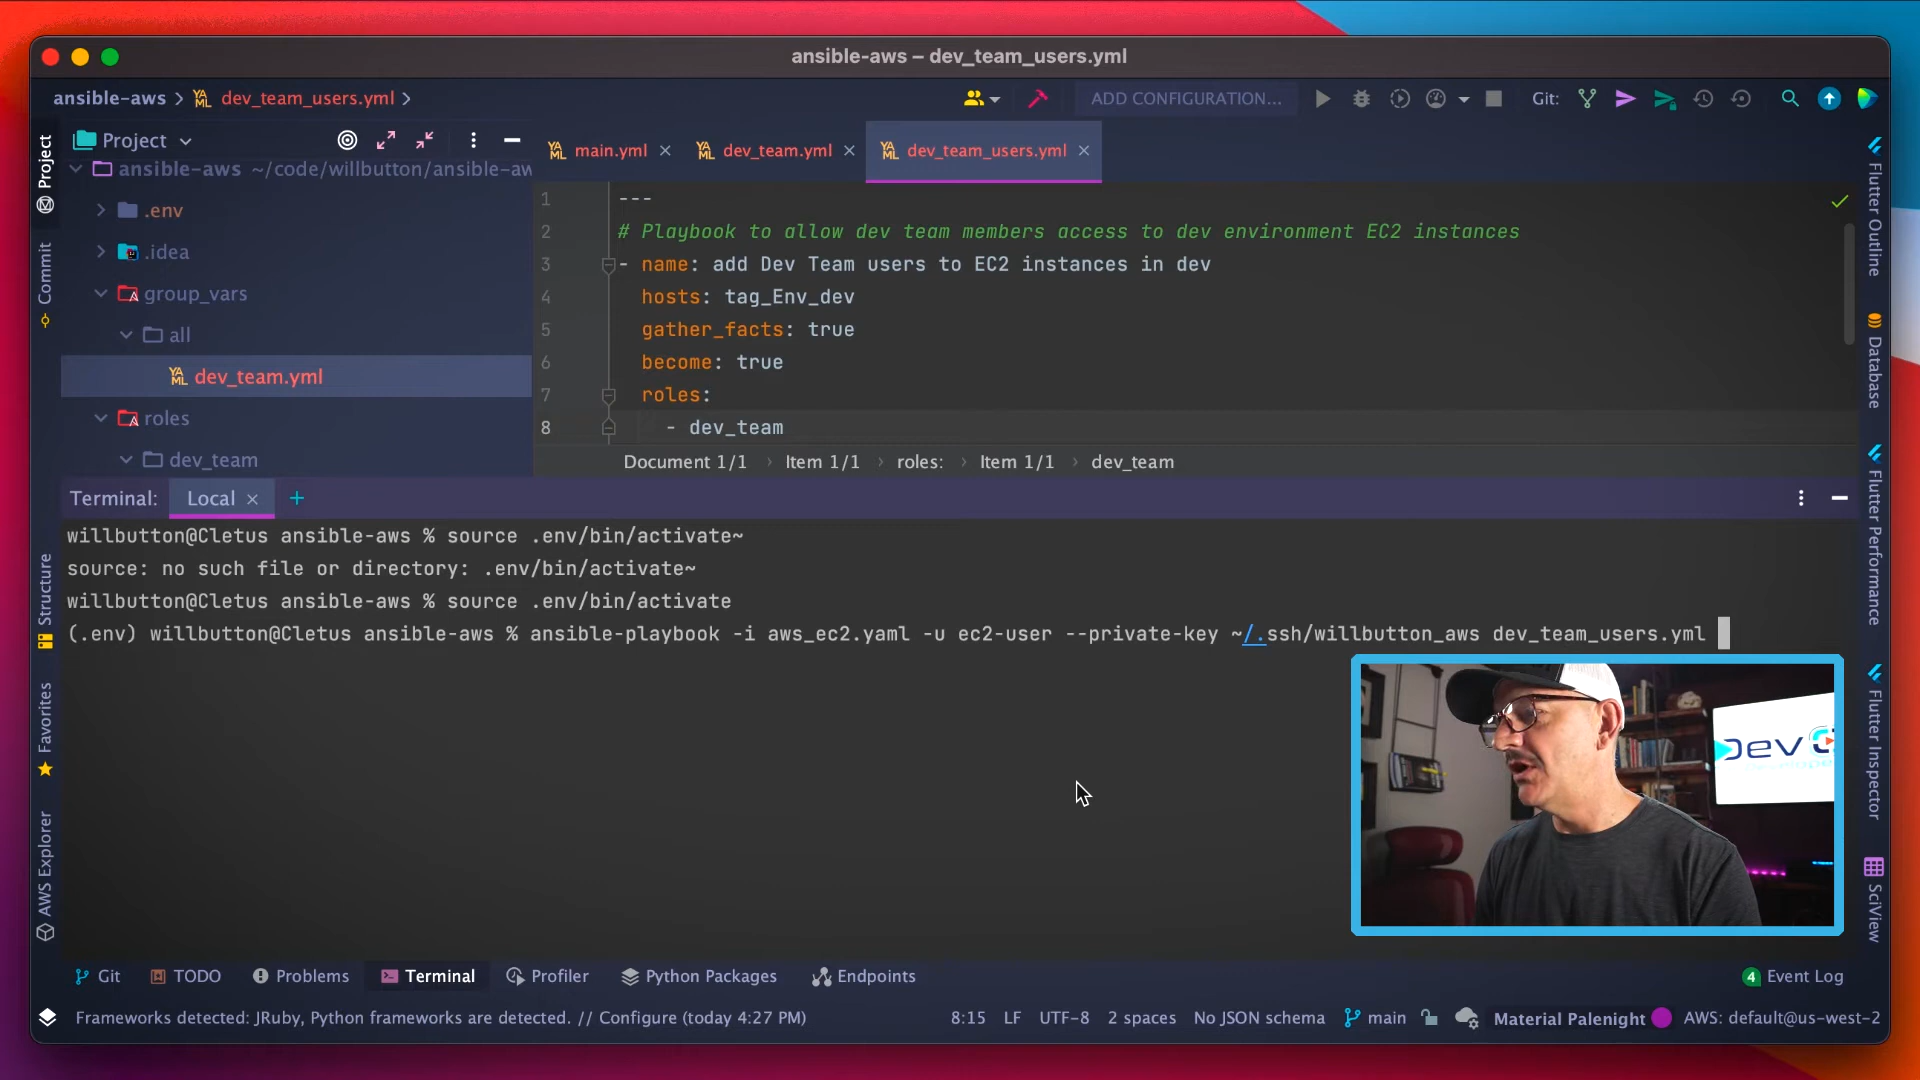 ansible-aws – dev_team_users.yml
ansible-aws > dev_team_users.yml >
ADD CONFIGURATION...
Git:
Project
main.yml
dev_team.yml
dev_team_users.yml
ansible-aws ~/code/willbutton/ansible-aw
.env
.idea
group_vars
all
dev_team.yml
roles
dev_team
1 ---
2 # Playbook to allow dev team members access to dev environment EC2 instances
3 - name: add Dev Team users to EC2 instances in dev
4 hosts: tag_Env_dev
5 gather_facts: true
6 become: true
7 roles:
8 - dev_team
Document 1/1 > Item 1/1 > roles: > Item 1/1 > dev_team
Terminal: Local
willbutton@Cletus ansible-aws % source .env/bin/activate~
source: no such file or directory: .env/bin/activate~
willbutton@Cletus ansible-aws % source .env/bin/activate
(.env) willbutton@Cletus ansible-aws % ansible-playbook -i aws_ec2.yaml -u ec2-user --private-key ~/.ssh/willbutton_aws dev_team_users.yml
Project
Commit
Structure
Favorites
AWS Explorer
Flutter Outline
Database
Flutter Performance
Flutter Inspector
SciView
Dev
Git
TODO
Problems
Terminal
Profiler
Python Packages
Endpoints
4 Event Log
Frameworks detected: JRuby, Python frameworks are detected. // Configure (today 4:27 PM)
8:15 LF UTF-8 2 spaces No JSON schema main Material Palenight AWS: default@us-west-2